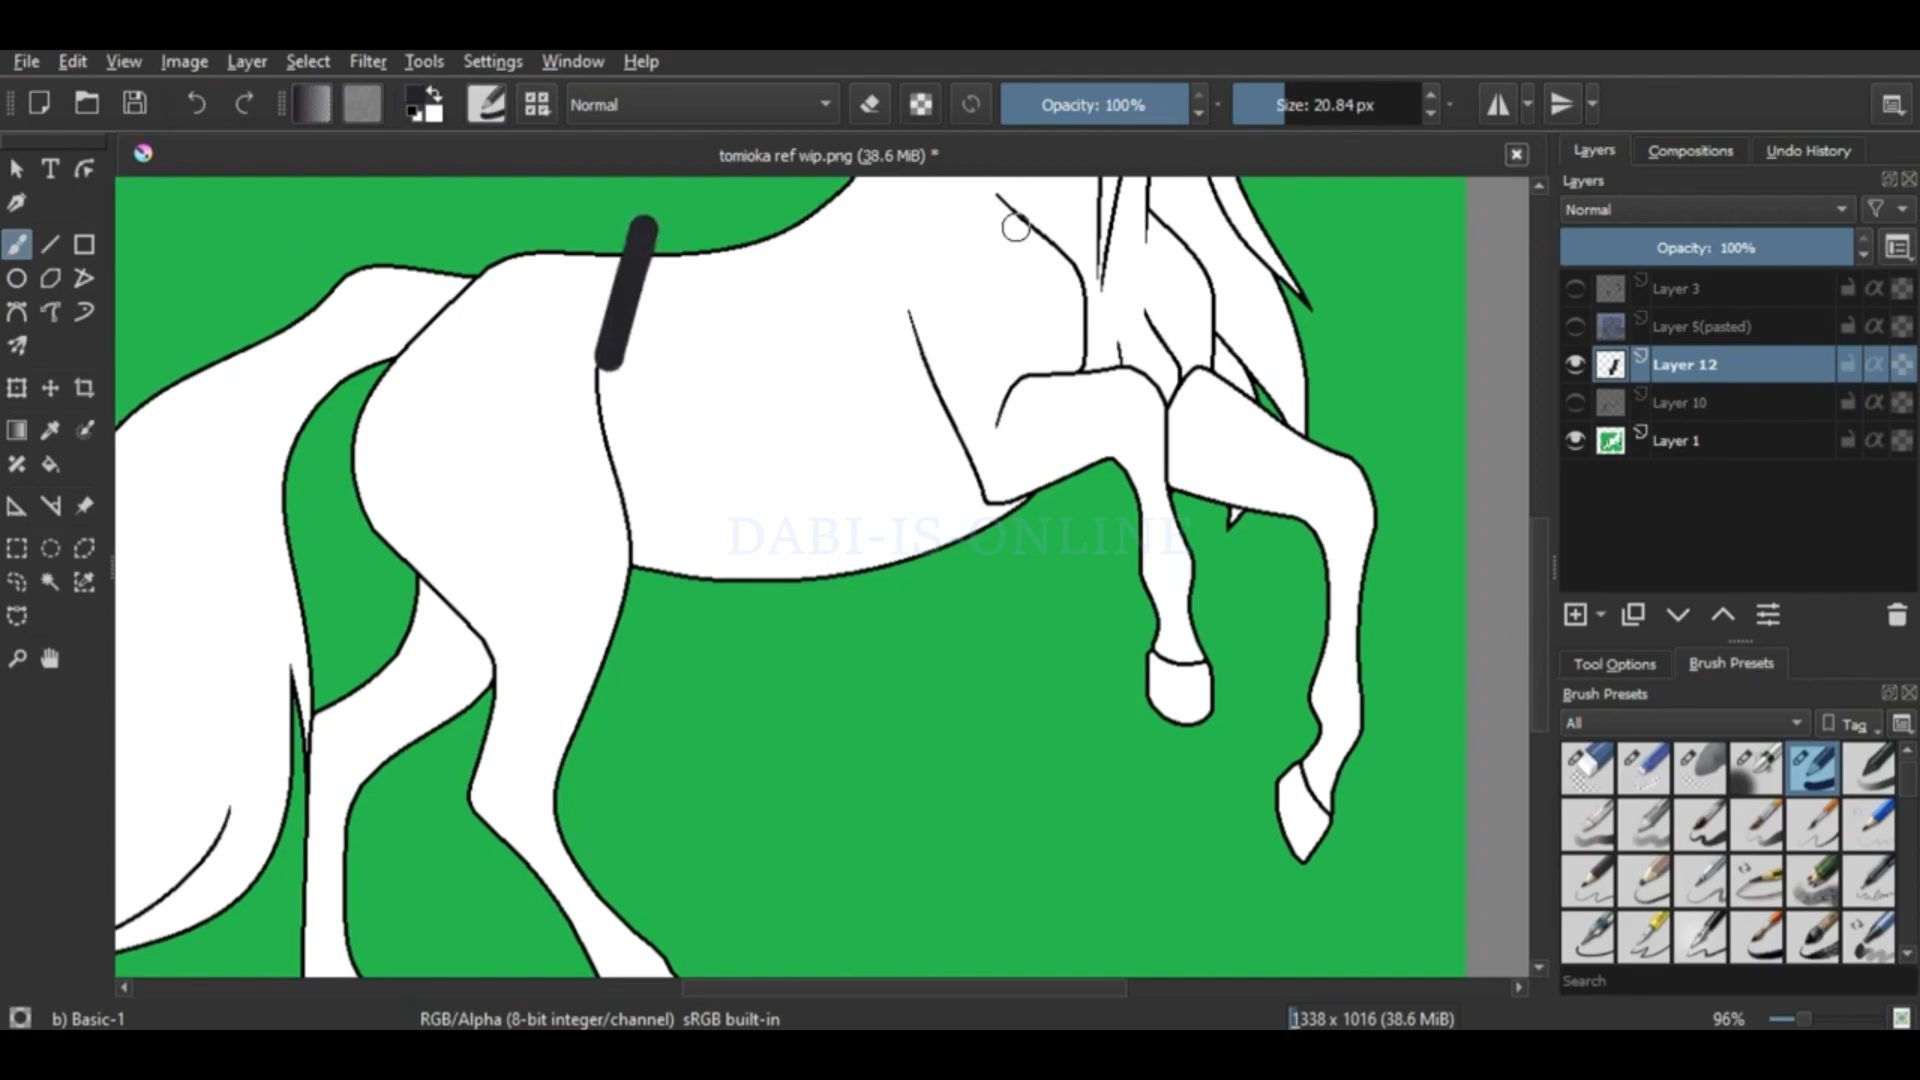 File Edit View Image Layer Select Filter Tools Settings Window Help
Normal Opacity: 100% Size: 20.84 px
tomioka ref wip.png (38.6 MiB) *
Layers Compositions Undo History
Layers
Normal
Opacity: 100%
Layer 3
Layer 5(pasted)
Layer 12
Layer 10
Layer 1
DABI-IS-ONLINE
Tool Options Brush Presets
Brush Presets
All Tag
Search
b) Basic-1 RGB/Alpha (8-bit integer/channel) sRGB built-in 1338 x 1016 (38.6 MiB) 96%